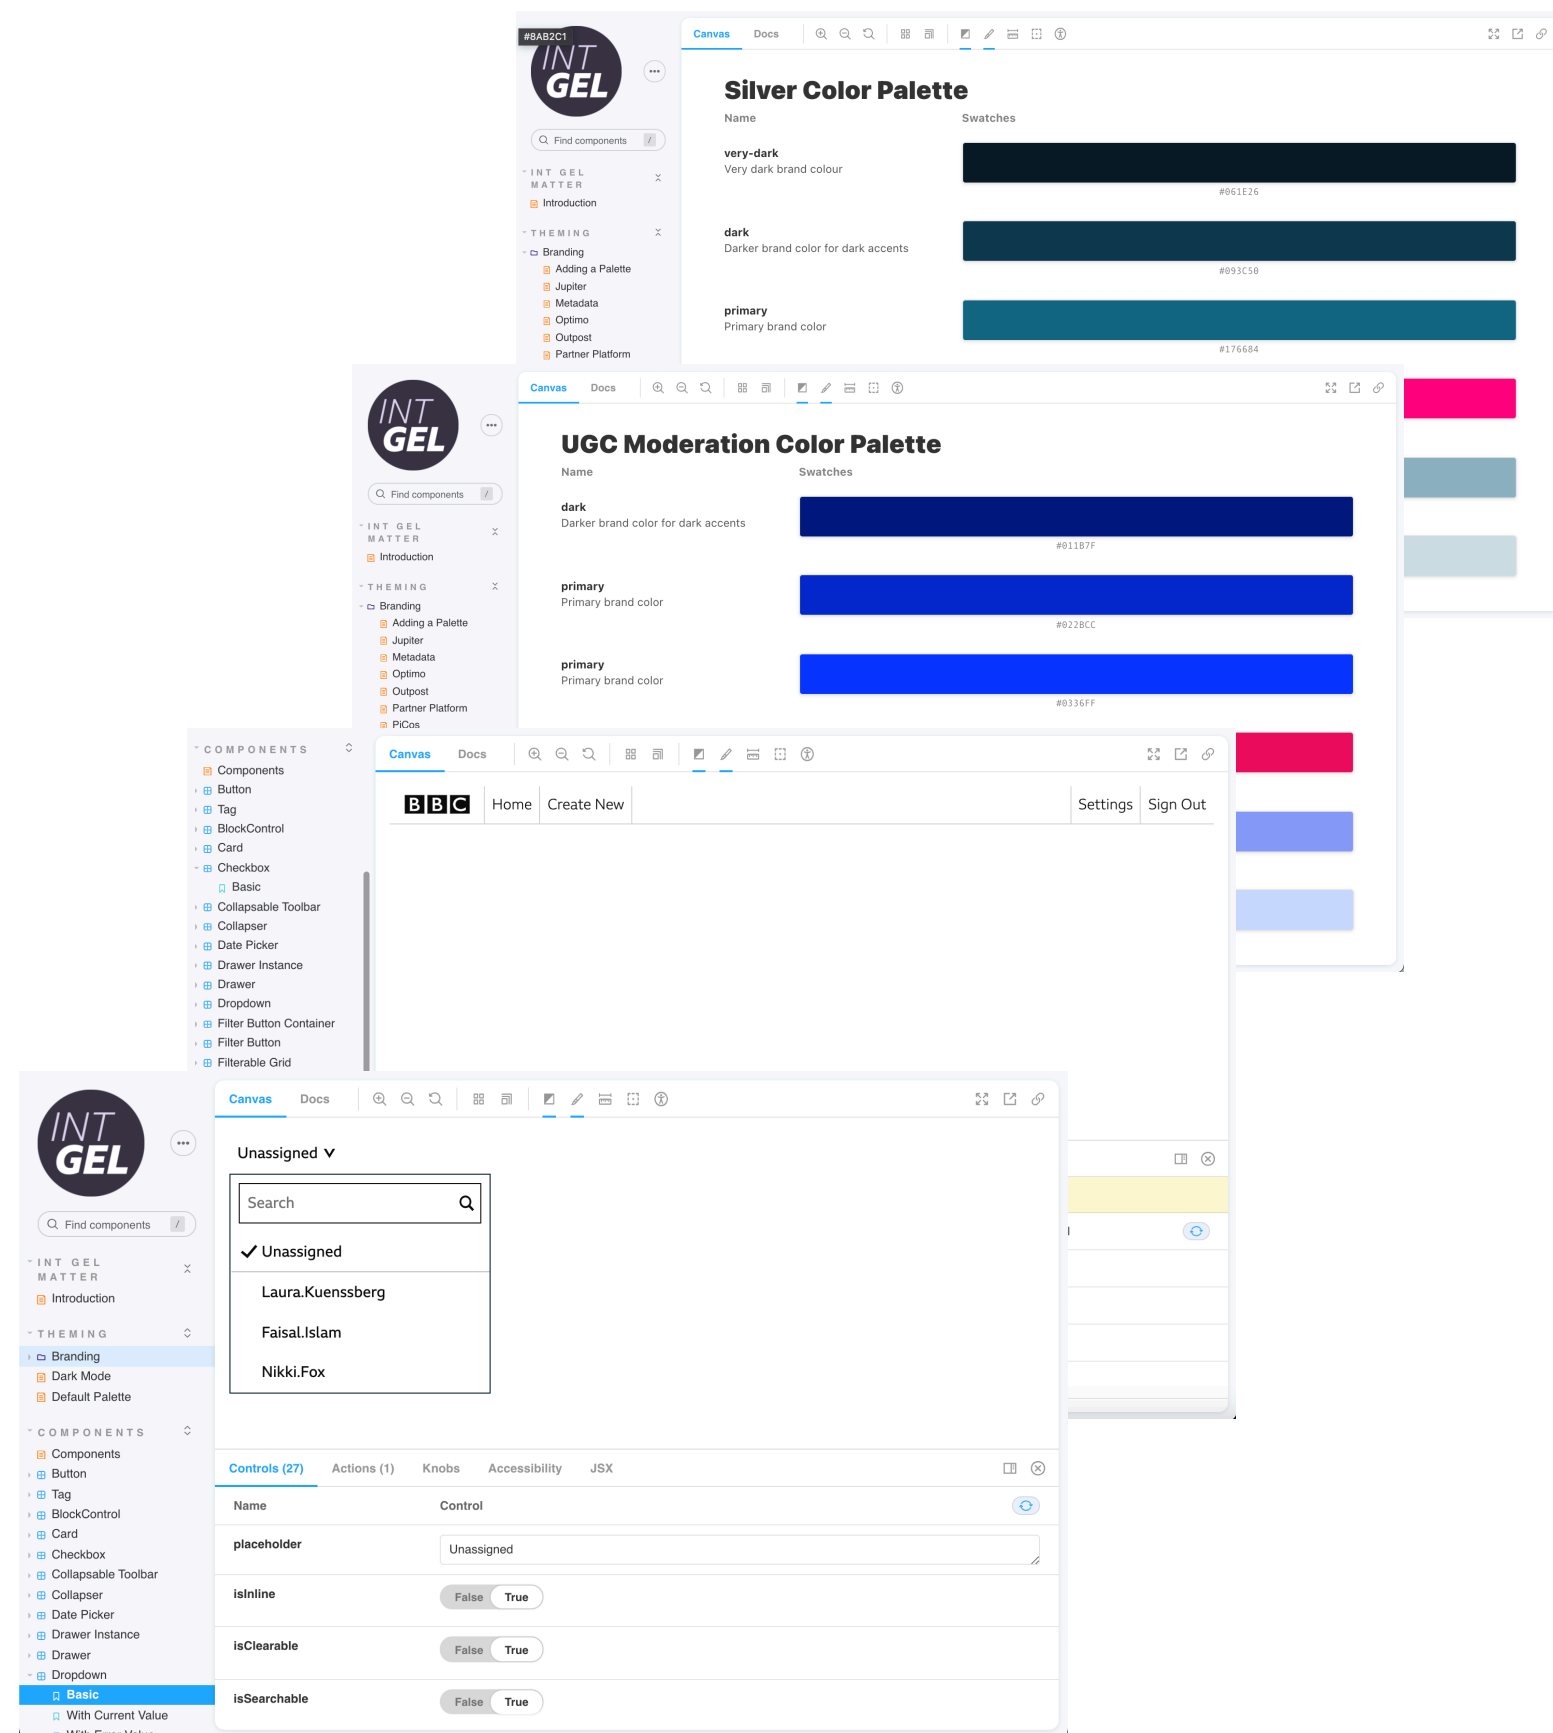 #8AB2C1
INT
GEL
Find components /
INT GEL
MATTER
Introduction
THEMING
Branding
Adding a Palette
Jupiter
Metadata
Optimo
Outpost
Partner Platform
Canvas Docs
Silver Color Palette
Name Swatches
very-dark
Very dark brand colour
#061E26
dark
Darker brand color for dark accents
#093C50
primary
Primary brand color
#176684
INT
GEL
Find components /
INT GEL
MATTER
Introduction
THEMING
Branding
Adding a Palette
Jupiter
Metadata
Optimo
Outpost
Partner Platform
PiCos
Canvas Docs
UGC Moderation Color Palette
Name Swatches
dark
Darker brand color for dark accents
#011B7F
primary
Primary brand color
#022BCC
primary
Primary brand color
#0336FF
COMPONENTS
Components
Button
Tag
BlockControl
Card
Checkbox
Basic
Collapsable Toolbar
Collapser
Date Picker
Drawer Instance
Drawer
Dropdown
Filter Button Container
Filter Button
Filterable Grid
Canvas Docs
BBC Home Create New Settings Sign Out
INT
GEL
Find components /
INT GEL
MATTER
Introduction
THEMING
Branding
Dark Mode
Default Palette
COMPONENTS
Components
Button
Tag
BlockControl
Card
Checkbox
Collapsable Toolbar
Collapser
Date Picker
Drawer Instance
Drawer
Dropdown
Basic
With Current Value
With Error Value
Canvas Docs
Unassigned
Search
Unassigned
Laura.Kuenssberg
Faisal.Islam
Nikki.Fox
Controls (27) Actions (1) Knobs Accessibility JSX
Name Control
placeholder Unassigned
isInline False True
isClearable False True
isSearchable False True